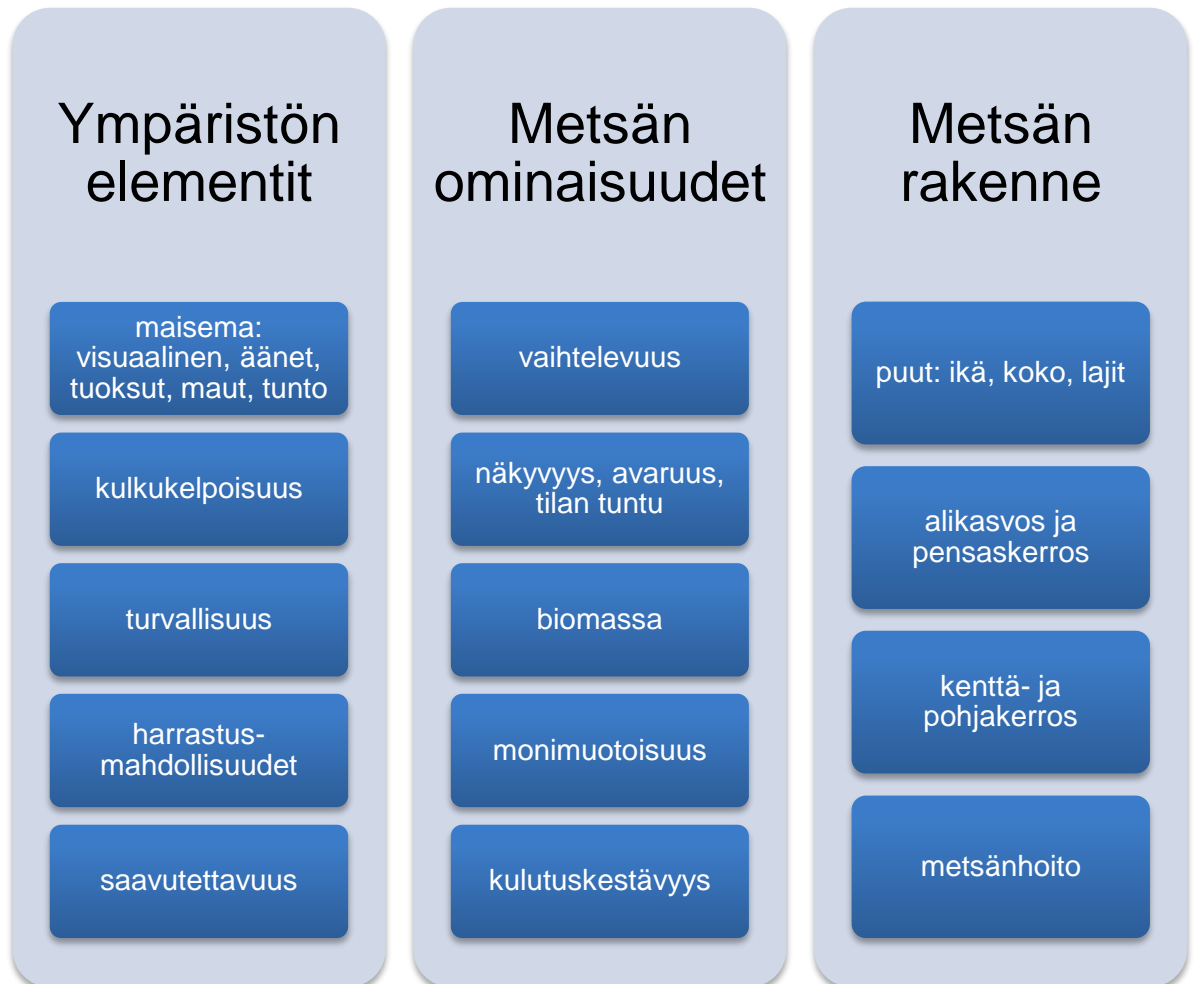 Ympäristön
elementit
maisema:
visuaalinen, äänet,
tuoksut, maut, tunto
kulkukelpoisuus
turvallisuus
harrastus-
mahdollisuudet
saavutettavuus
Metsän
ominaisuudet
vaihtelevuus
näkyvyys, avaruus,
tilan tuntu
biomassa
monimuotoisuus
kulutuskestävyys
Metsän
rakenne
puut: ikä, koko, lajit
alikasvos ja
pensaskerros
kenttä- ja
pohjakerros
metsänhoito